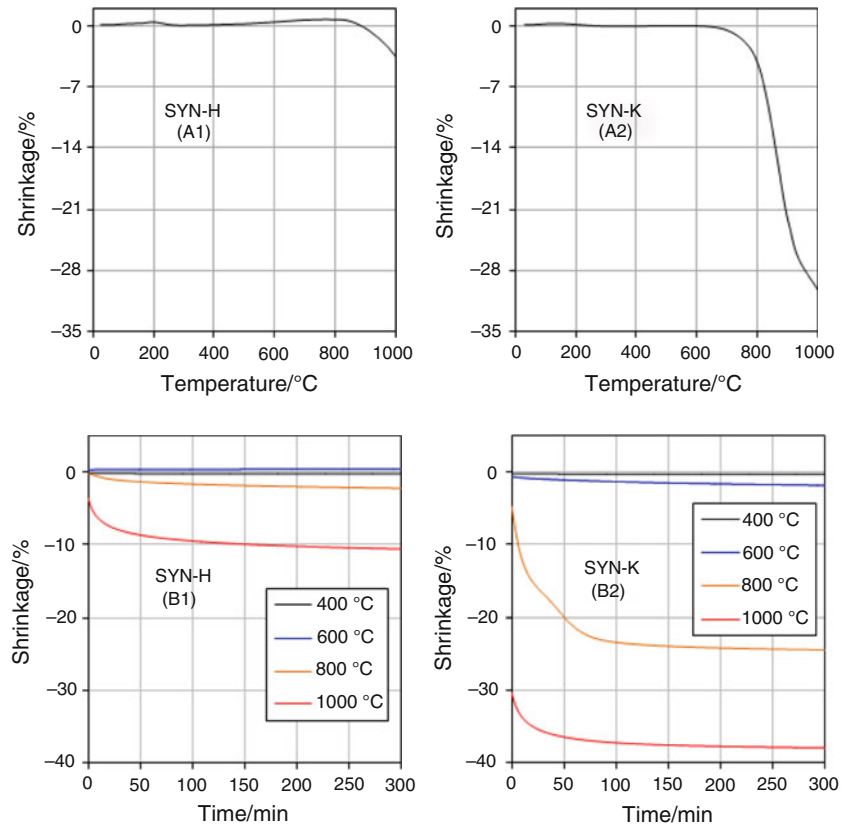 0
–7
–14
–21
–28
–35
Shrinkage/%
SYN-H
(A1)
0 200 400 600 800 1000
Temperature/°C
0
–7
–14
–21
–28
–35
Shrinkage/%
SYN-K
(A2)
0 200 400 600 800 1000
Temperature/°C
0
–10
–20
–30
–40
Shrinkage/%
SYN-H
(B1)
400 °C
600 °C
800 °C
1000 °C
0 50 100 150 200 250 300
Time/min
0
–10
–20
–30
–40
Shrinkage/%
SYN-K
(B2)
400 °C
600 °C
800 °C
1000 °C
0 50 100 150 200 250 300
Time/min